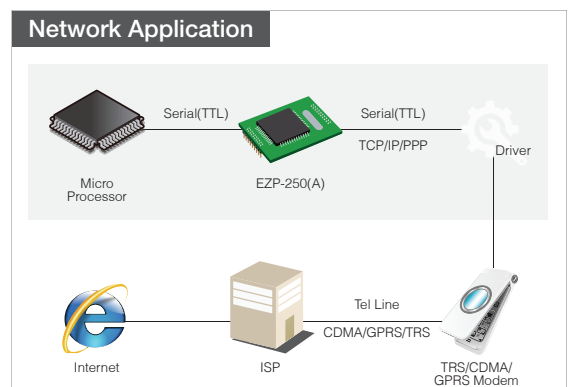 Network Application
Serial(TTL)
Serial(TTL)
TCP/IP/PPP
Driver
Micro
Processor
EZP-250(A)
Tel Line
CDMA/GPRS/TRS
Internet
ISP
TRS/CDMA/
GPRS Modem